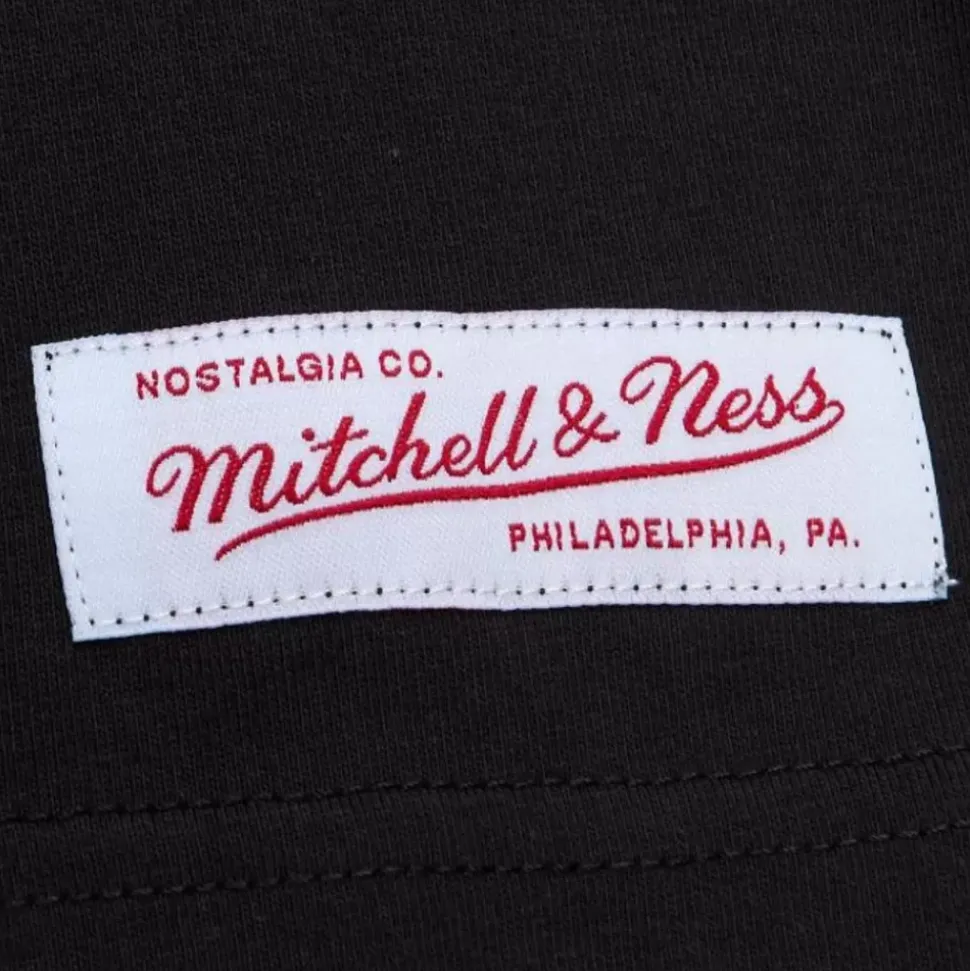 NOSTALGIA CO.
Mitchell & Ness
PHILADELPHIA, PA.